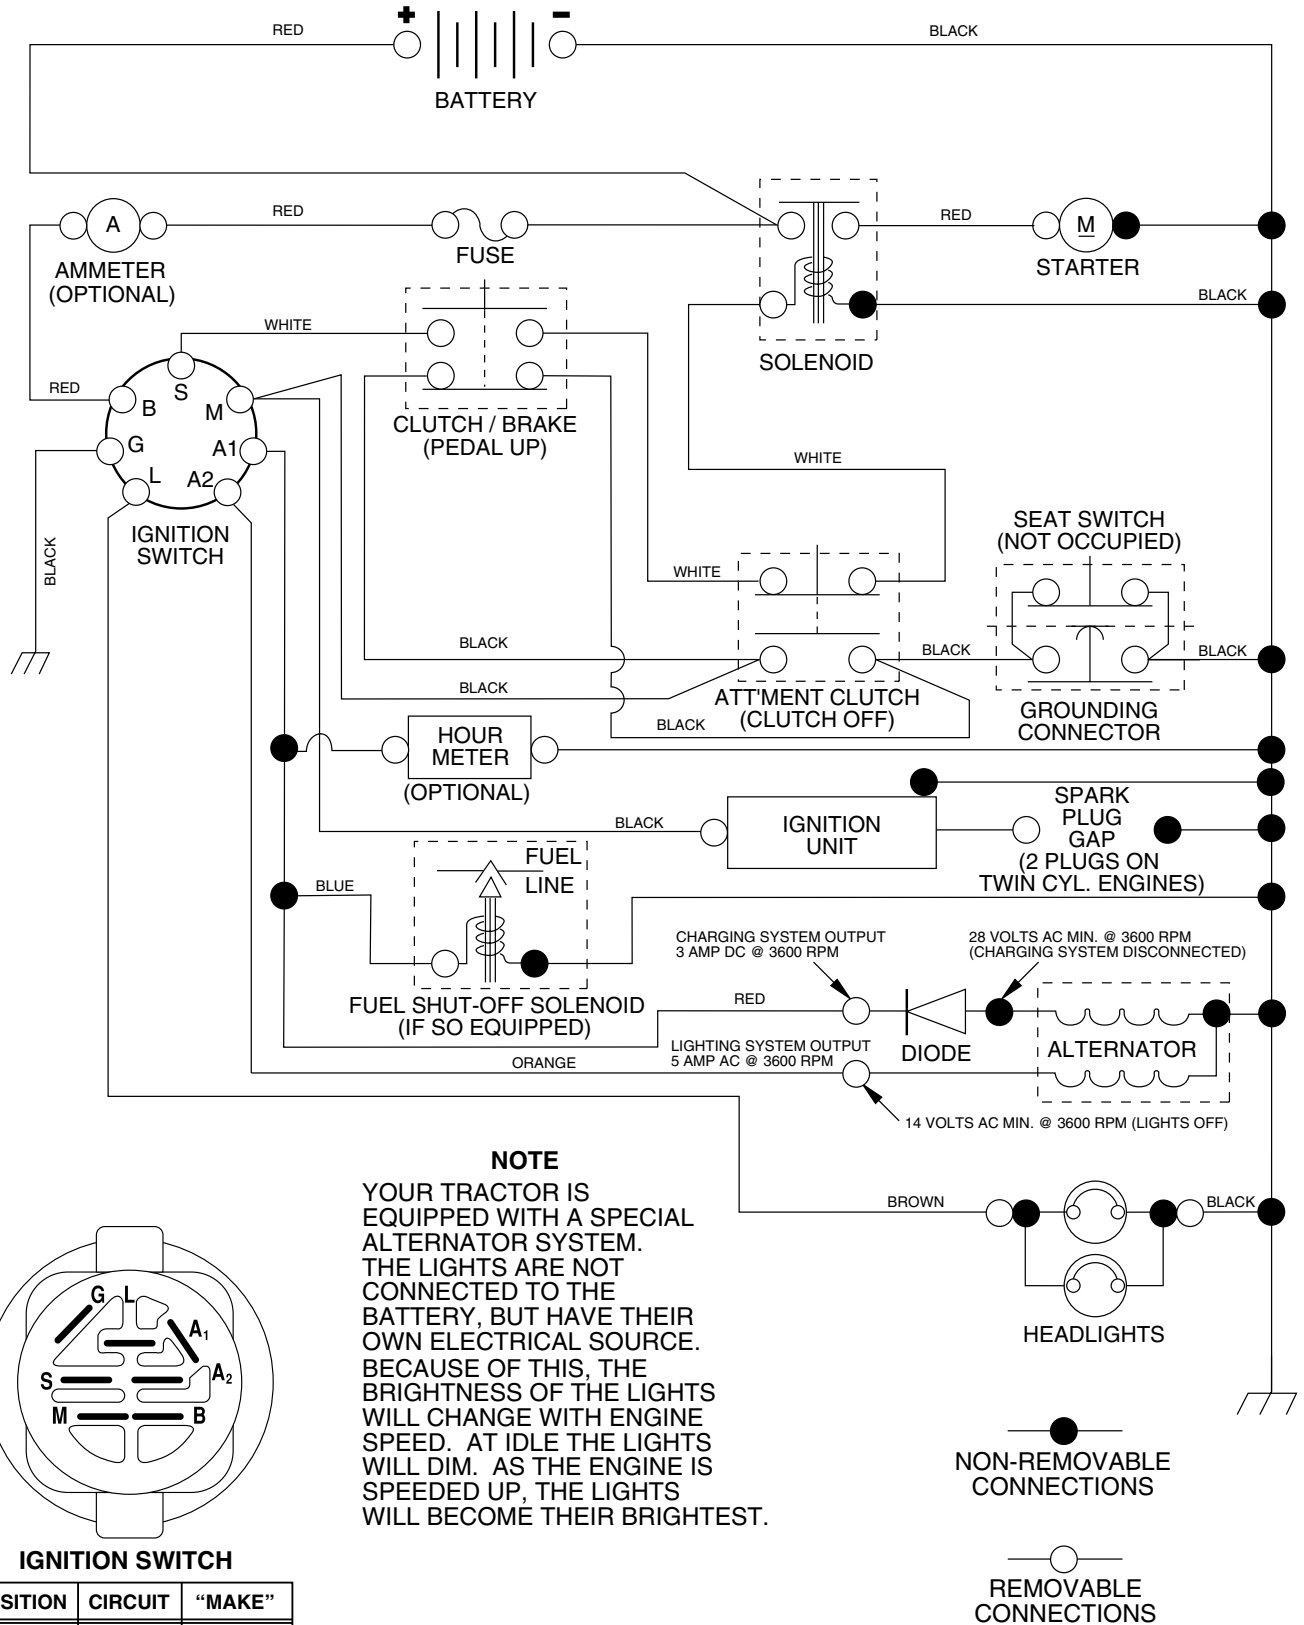 + -
RED
BLACK
BATTERY
RED
A
FUSE
AMMETER
(OPTIONAL)
RED
M
STARTER
BLACK
SOLENOID
WHITE
CLUTCH / BRAKE
(PEDAL UP)
RED
S
B
M
G
A1
L
A2
IGNITION
SWITCH
BLACK
WHITE
SEAT SWITCH
(NOT OCCUPIED)
WHITE
BLACK
BLACK
BLACK
BLACK
BLACK
ATT'MENT CLUTCH
(CLUTCH OFF)
GROUNDING
CONNECTOR
HOUR
METER
(OPTIONAL)
BLACK
IGNITION
UNIT
SPARK
PLUG
GAP
(2 PLUGS ON
TWIN CYL. ENGINES)
FUEL
LINE
BLUE
FUEL SHUT-OFF SOLENOID
(IF SO EQUIPPED)
CHARGING SYSTEM OUTPUT
3 AMP DC @ 3600 RPM
28 VOLTS AC MIN. @ 3600 RPM
(CHARGING SYSTEM DISCONNECTED)
RED
DIODE
ALTERNATOR
LIGHTING SYSTEM OUTPUT
5 AMP AC @ 3600 RPM
ORANGE
14 VOLTS AC MIN. @ 3600 RPM (LIGHTS OFF)
NOTE
YOUR TRACTOR IS
EQUIPPED WITH A SPECIAL
ALTERNATOR SYSTEM.
THE LIGHTS ARE NOT
CONNECTED TO THE
BATTERY, BUT HAVE THEIR
OWN ELECTRICAL SOURCE.
BECAUSE OF THIS, THE
BRIGHTNESS OF THE LIGHTS
WILL CHANGE WITH ENGINE
SPEED. AT IDLE THE LIGHTS
WILL DIM. AS THE ENGINE IS
SPEEDED UP, THE LIGHTS
WILL BECOME THEIR BRIGHTEST.
BROWN
BLACK
HEADLIGHTS
G L
A1
S
A2
M
B
IGNITION SWITCH
SITION CIRCUIT “MAKE”
NON-REMOVABLE
CONNECTIONS
REMOVABLE
CONNECTIONS